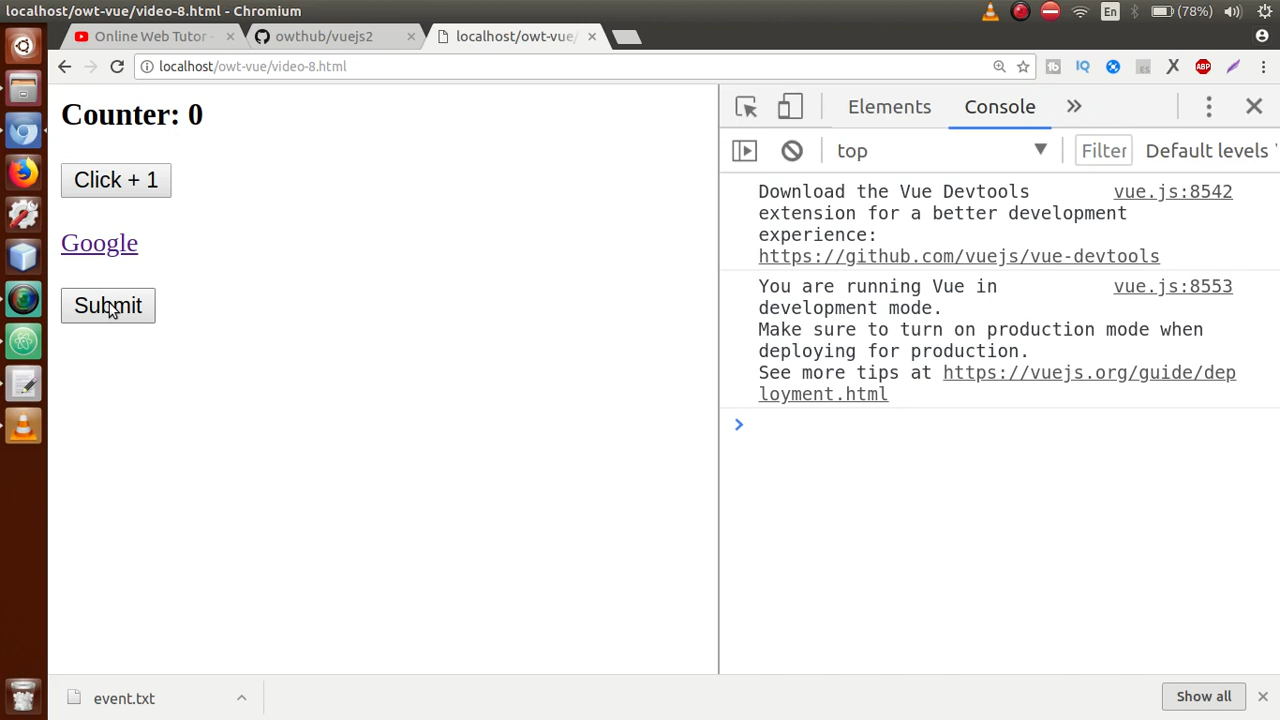 localhost/owt-vue/video-8.html - Chromium
En
(78%)
Online Web Tutor -
owthub/vuejs2
localhost/owt-vue/
localhost/owt-vue/video-8.html
IQ
ABP
Counter: 0
Click + 1
Google
Submit
Elements
Console
top
Filter
Default levels
Download the Vue Devtools vue.js:8542
extension for a better development
experience:
https://github.com/vuejs/vue-devtools
You are running Vue in vue.js:8553
development mode.
Make sure to turn on production mode when
deploying for production.
See more tips at https://vuejs.org/guide/dep
loyment.html
event.txt
Show all